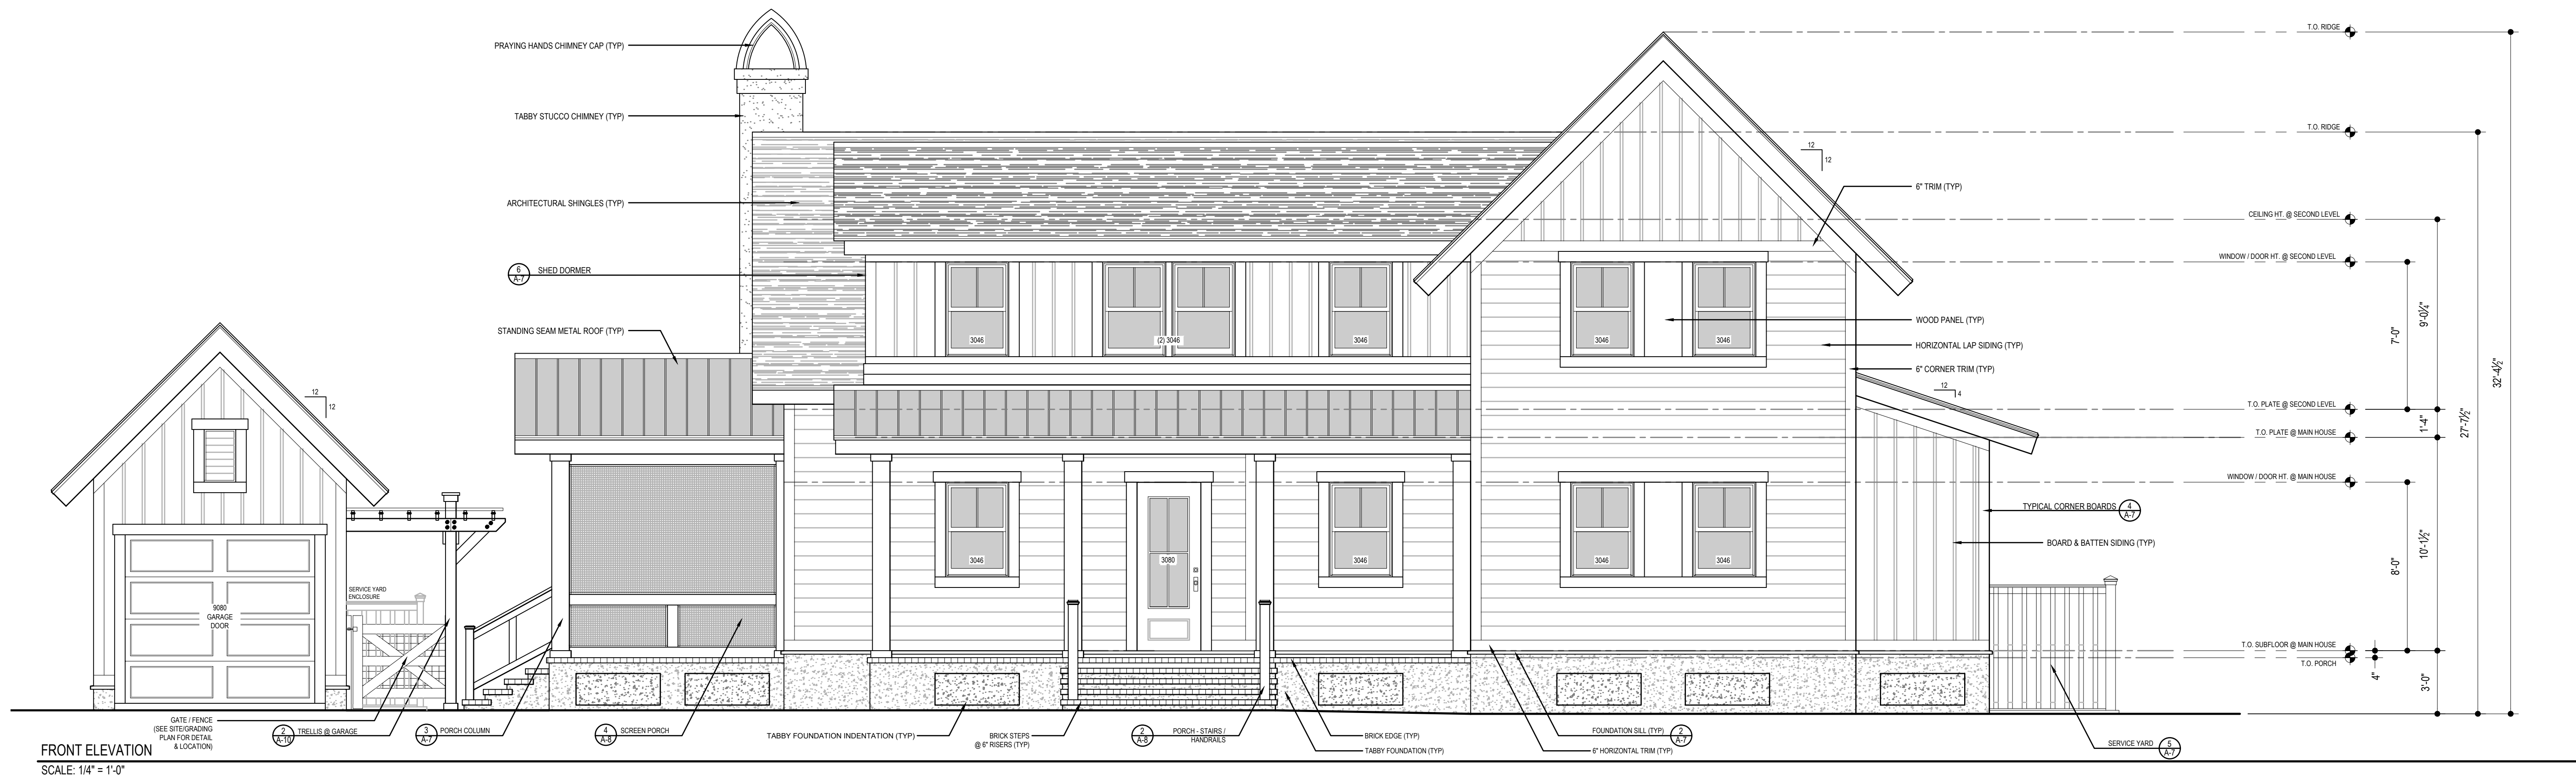 PRAYING HANDS CHIMNEY CAP (TYP)
TABBY STUCCO CHIMNEY (TYP)
ARCHITECTURAL SHINGLES (TYP)
6
A-7
SHED DORMER
STANDING SEAM METAL ROOF (TYP)
12
12
12
12
12
4
6" TRIM (TYP)
WOOD PANEL (TYP)
HORIZONTAL LAP SIDING (TYP)
6" CORNER TRIM (TYP)
TYPICAL CORNER BOARDS
4
A-7
BOARD & BATTEN SIDING (TYP)
3046
(2) 3046
3046
3046
3046
3046
3080
3046
3046
3046
9080
GARAGE
DOOR
SERVICE YARD
ENCLOSURE
T.O. RIDGE
T.O. RIDGE
CEILING HT. @ SECOND LEVEL
WINDOW / DOOR HT. @ SECOND LEVEL
T.O. PLATE @ SECOND LEVEL
T.O. PLATE @ MAIN HOUSE
WINDOW / DOOR HT. @ MAIN HOUSE
T.O. SUBFLOOR @ MAIN HOUSE
T.O. PORCH
7'-0"
9'-0¼"
1'-4"
8'-0"
10'-1½"
4"
3'-0"
27'-7½"
32'-4½"
GATE / FENCE
(SEE SITE/GRADING
PLAN FOR DETAIL
& LOCATION)
2
A-10
TRELLIS @ GARAGE
3
A-7
PORCH COLUMN
4
A-8
SCREEN PORCH
TABBY FOUNDATION INDENTATION (TYP)
BRICK STEPS
@ 6" RISERS (TYP)
2
A-8
PORCH - STAIRS /
HANDRAILS
BRICK EDGE (TYP)
TABBY FOUNDATION (TYP)
FOUNDATION SILL (TYP)
2
A-7
6" HORIZONTAL TRIM (TYP)
SERVICE YARD
5
A-7
FRONT ELEVATION
SCALE: 1/4" = 1'-0"